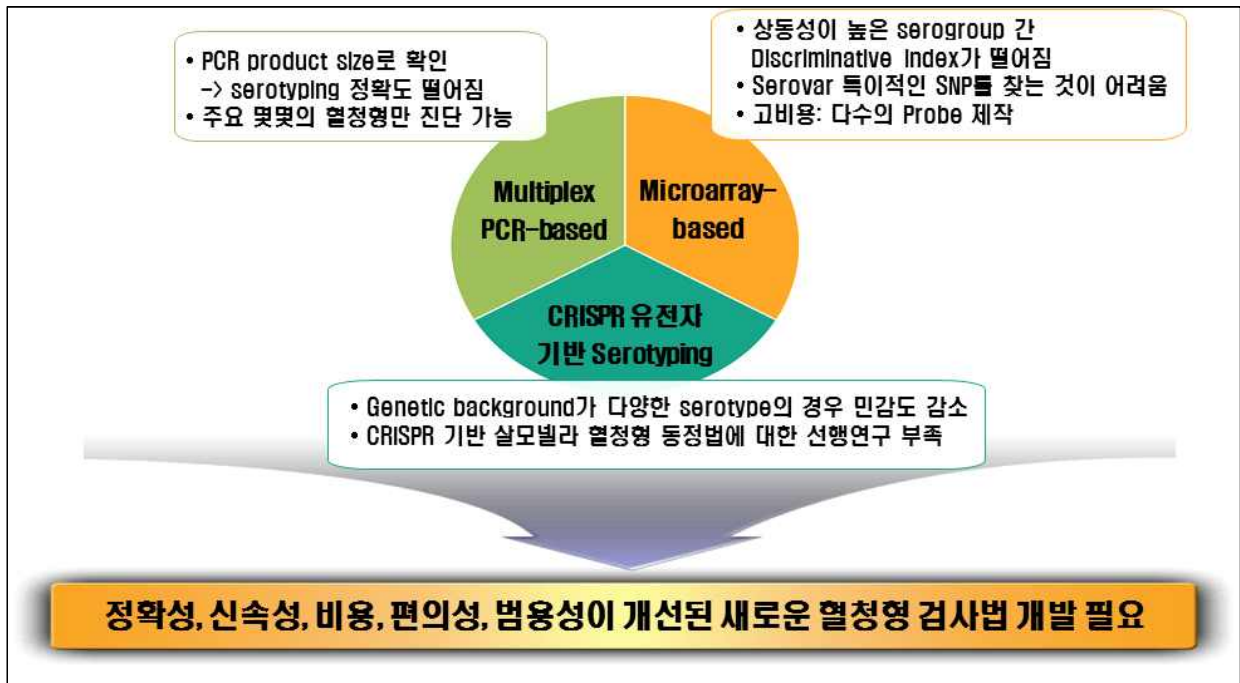 • PCR product size로 확인
-> serotyping 정확도 떨어짐
• 주요 몇몇의 혈청형만 진단 가능
• 상동성이 높은 serogroup 간
Discriminative index가 떨어짐
• Serovar 특이적인 SNP를 찾는 것이 어려움
• 고비용: 다수의 Probe 제작
Multiplex
PCR-based
Microarray-
based
CRISPR 유전자
기반 Serotyping
• Genetic background가 다양한 serotype의 경우 민감도 감소
• CRISPR 기반 살모넬라 혈청형 동정법에 대한 선행연구 부족
정확성, 신속성, 비용, 편의성, 범용성이 개선된 새로운 혈청형 검사법 개발 필요